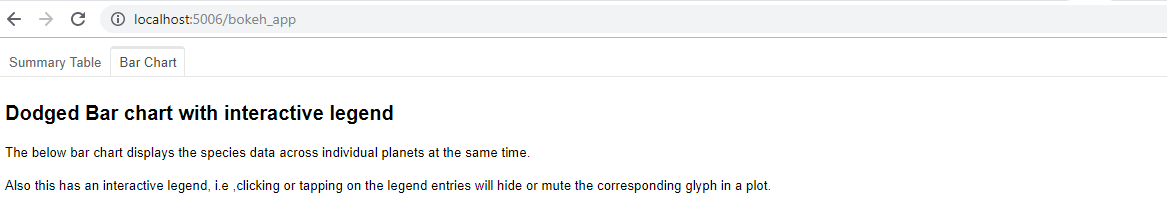 localhost:5006/bokeh_app
Summary Table Bar Chart
Dodged Bar chart with interactive legend
The below bar chart displays the species data across individual planets at the same time.
Also this has an interactive legend, i.e ,clicking or tapping on the legend entries will hide or mute the corresponding glyph in a plot.